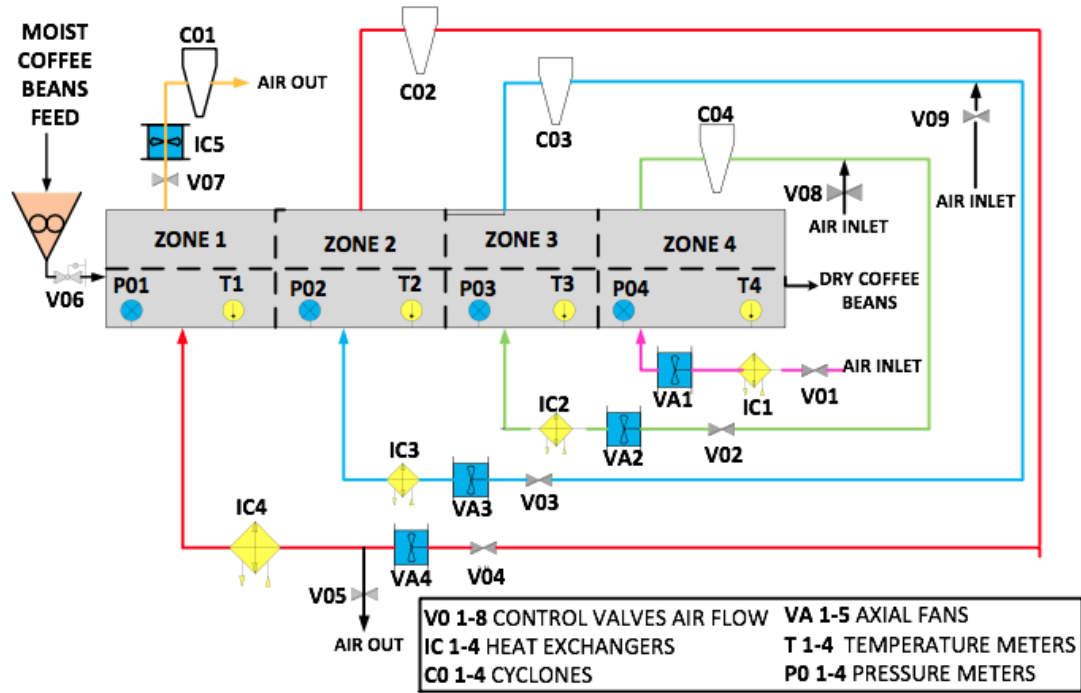 MOIST
COFFEE
BEANS
FEED
C01
AIR OUT
IC5
V07
C02
C03
C04
V09
V08
AIR INLET
AIR INLET
ZONE 1
ZONE 2
ZONE 3
ZONE 4
V06
P01
T1
P02
T2
P03
T3
P04
T4
DRY COFFEE
BEANS
AIR INLET
VA1
IC1
V01
IC2
VA2
V02
IC3
VA3
V03
IC4
VA4
V04
V05
AIR OUT
V0 1-8 CONTROL VALVES AIR FLOW
VA 1-5 AXIAL FANS
IC 1-4 HEAT EXCHANGERS
T 1-4 TEMPERATURE METERS
C0 1-4 CYCLONES
P0 1-4 PRESSURE METERS